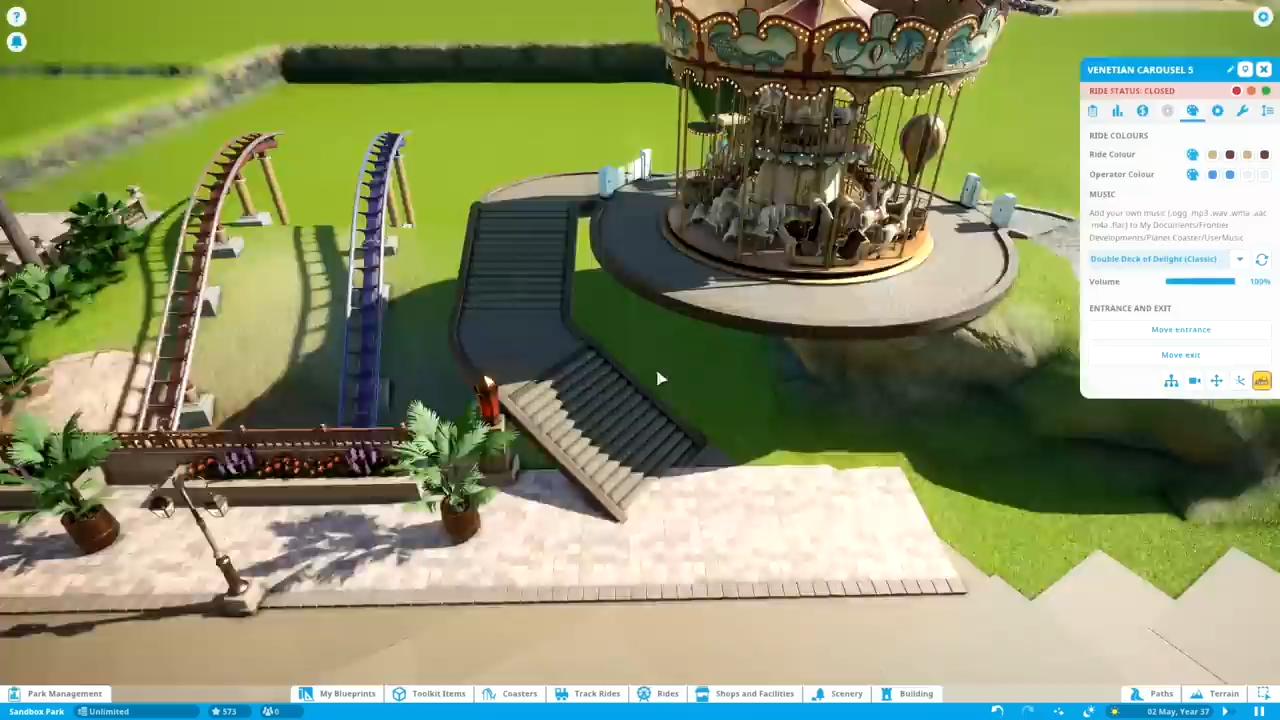 VENETIAN CAROUSEL 5
RIDE STATUS: CLOSED
RIDE COLOURS
Ride Colour
Operator Colour
MUSIC
Add your own music (.ogg .mp3 .wav .wma .aac
.m4a .flac) to My Documents/Frontier
Developments/Planet Coaster/UserMusic
Double Deck of Delight (Classic)
Volume 100%
ENTRANCE AND EXIT
Move entrance
Move exit
Park Management
My Blueprints
Toolkit Items
Coasters
Track Rides
Rides
Shops and Facilities
Scenery
Building
Paths
Terrain
Sandbox Park
Unlimited
573
0
02 May, Year 37